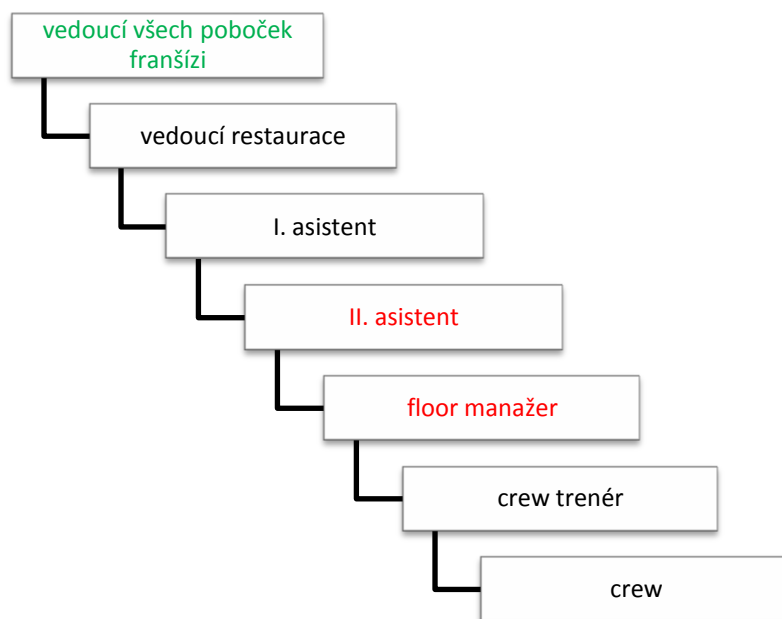 vedoucí všech poboček
franšízi
vedoucí restaurace
I. asistent
II. asistent
floor manažer
crew trenér
crew